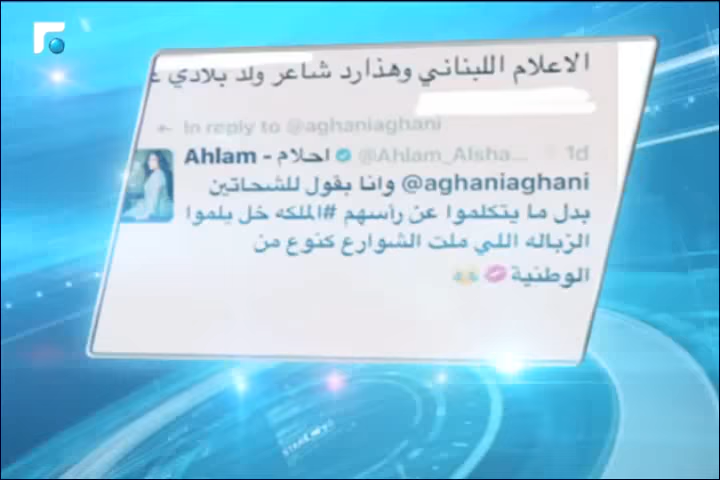 الاعلام اللبناني وهذارد شاعر ولد بلادي
In reply to @aghaniaghani
Ahlam - احلام @Ahlam_Alsha... 1d
@aghaniaghani وانا بقول للشحاتين
بدل ما يتكلموا عن رأسهم #الملكه خل يلموا
الزباله اللي ملت الشوارع كنوع من
الوطنية💋😂